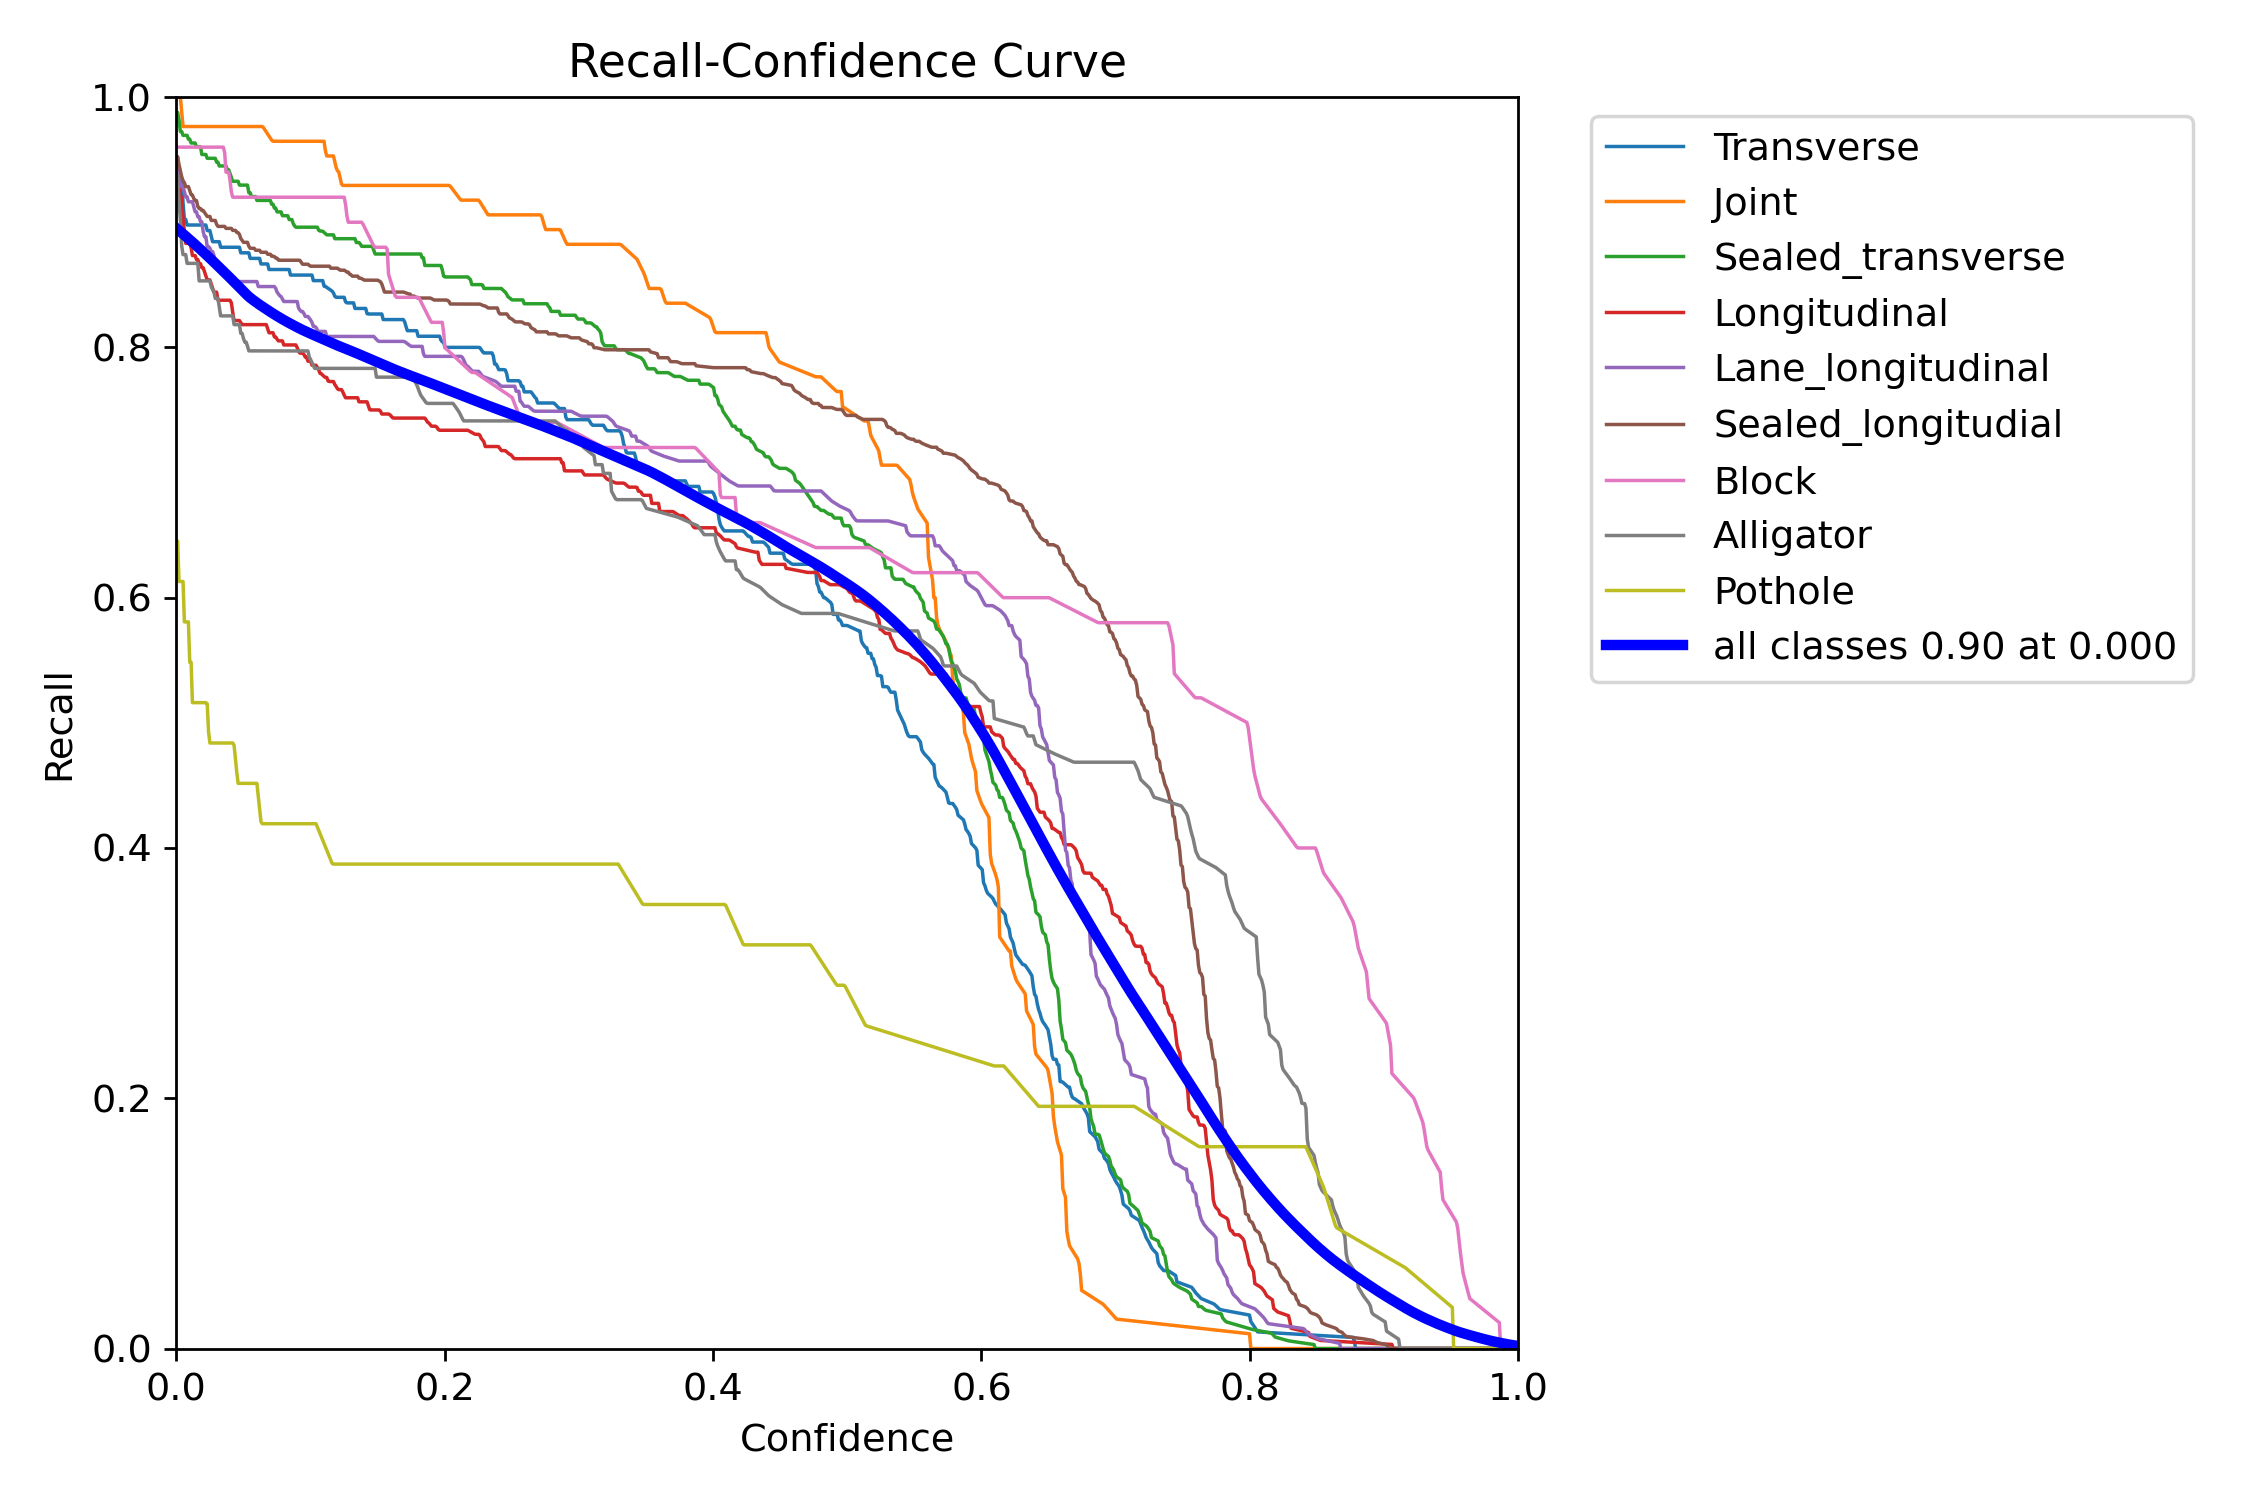 Recall-Confidence Curve
1.0
0.8
0.6
0.4
0.2
0.0
Recall
0.0 0.2 0.4 0.6 0.8 1.0
Confidence
Transverse
Joint
Sealed_transverse
Longitudinal
Lane_longitudinal
Sealed_longitudial
Block
Alligator
Pothole
all classes 0.90 at 0.000